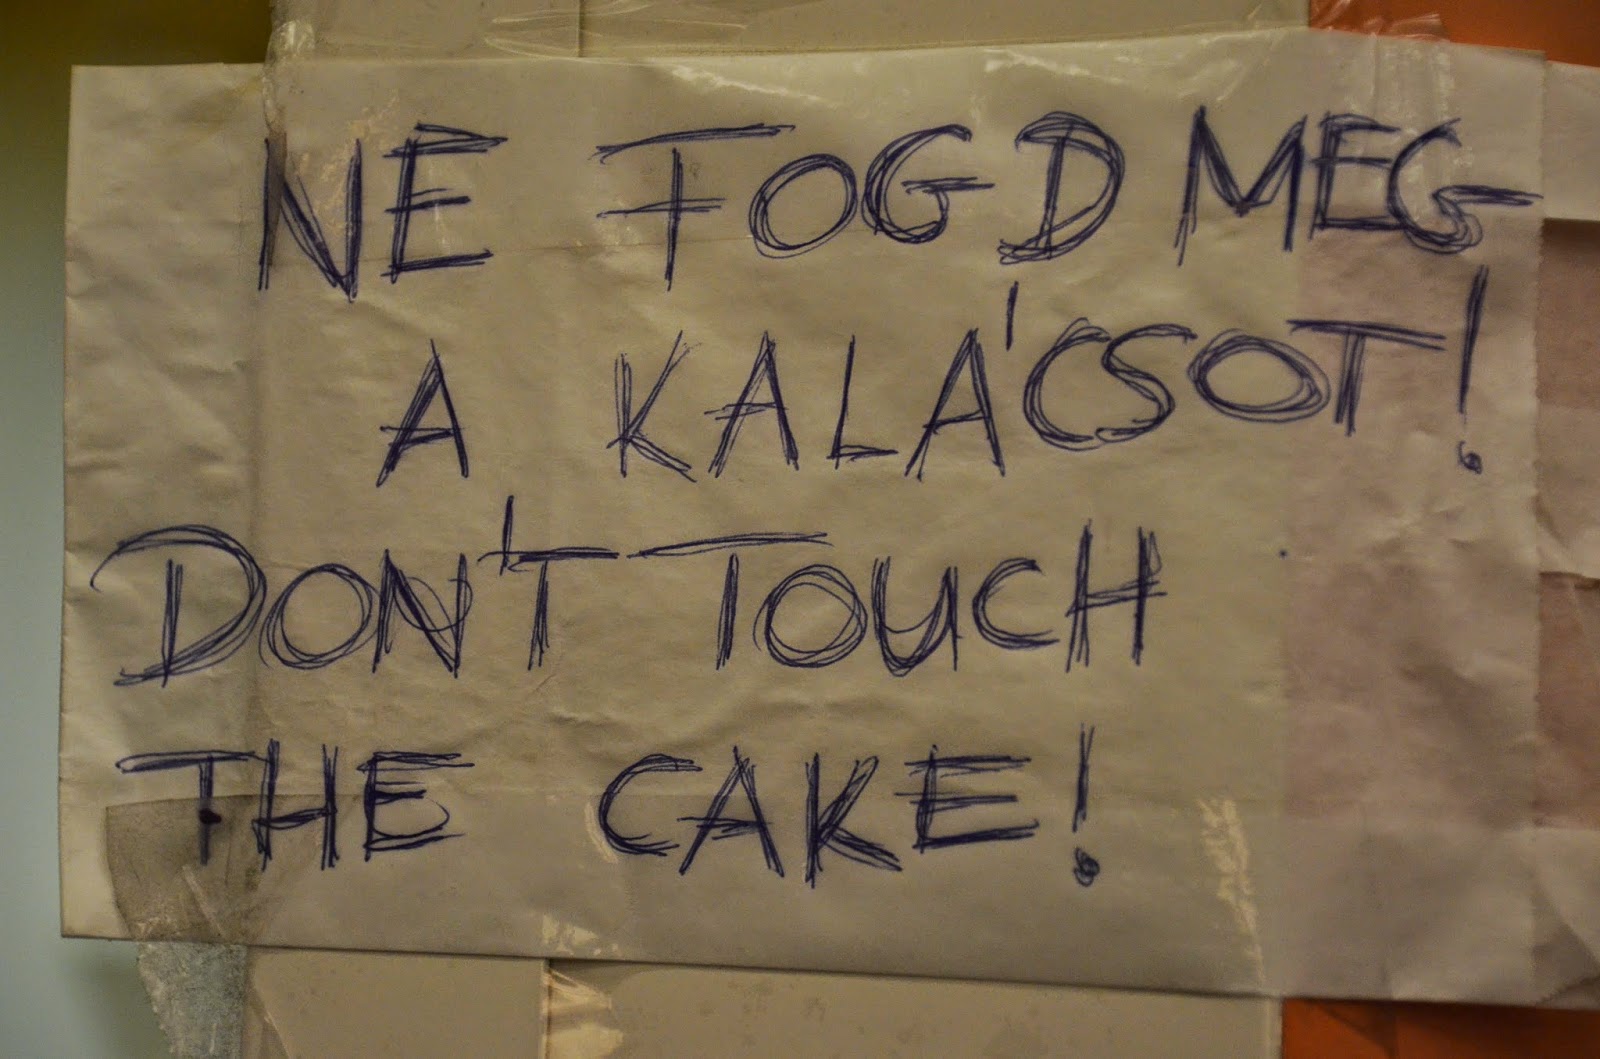 NE FOGD MEG
A KALÁCSOT!
DON'T TOUCH
THE CAKE!